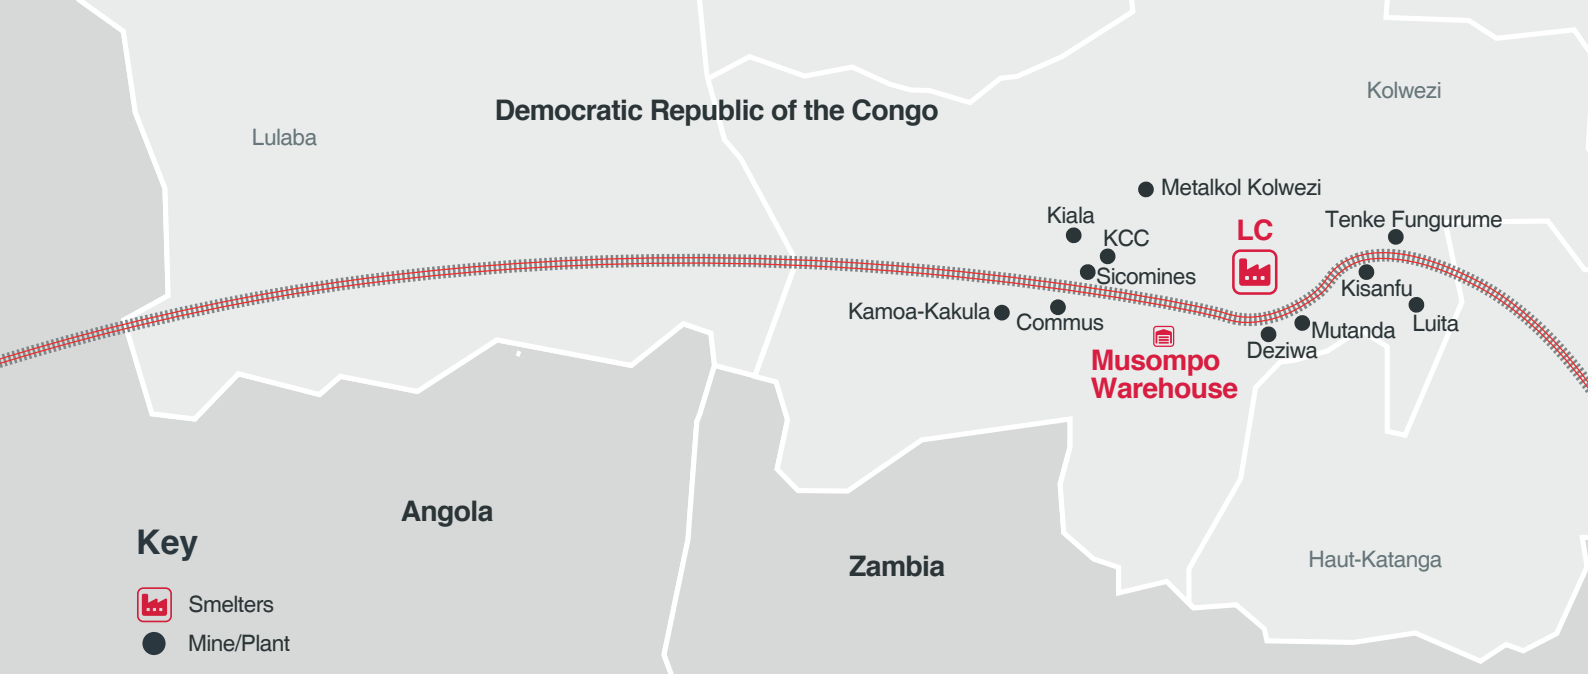 Kolwezi
Democratic Republic of the Congo
Lulaba
Metalkol Kolwezi
Kiala
Tenke Fungurume
LC
KCC
Sicomines
Kisanfu
Kamoa-Kakula
Commus
Luita
Mutanda
Deziwa
Musompo
Warehouse
Angola
Key
Zambia
Haut-Katanga
Smelters
Mine/Plant